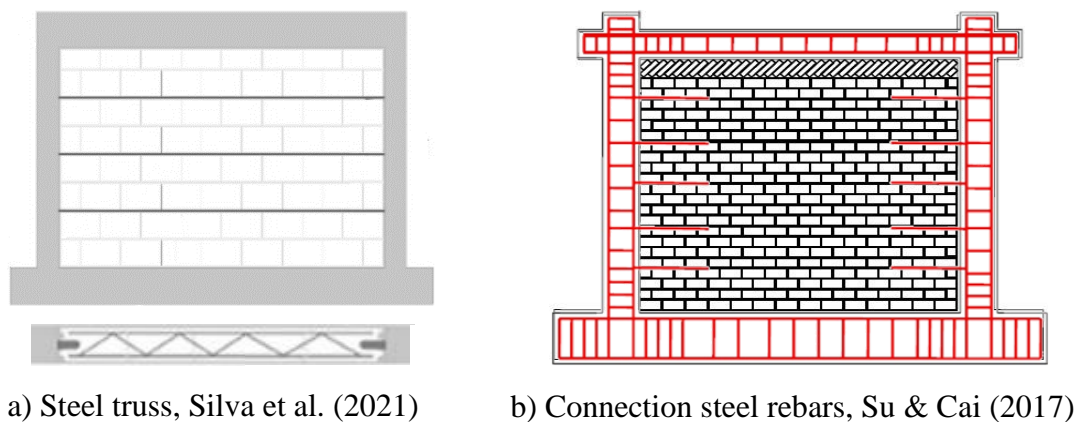 a) Steel truss, Silva et al. (2021)
b) Connection steel rebars, Su & Cai (2017)